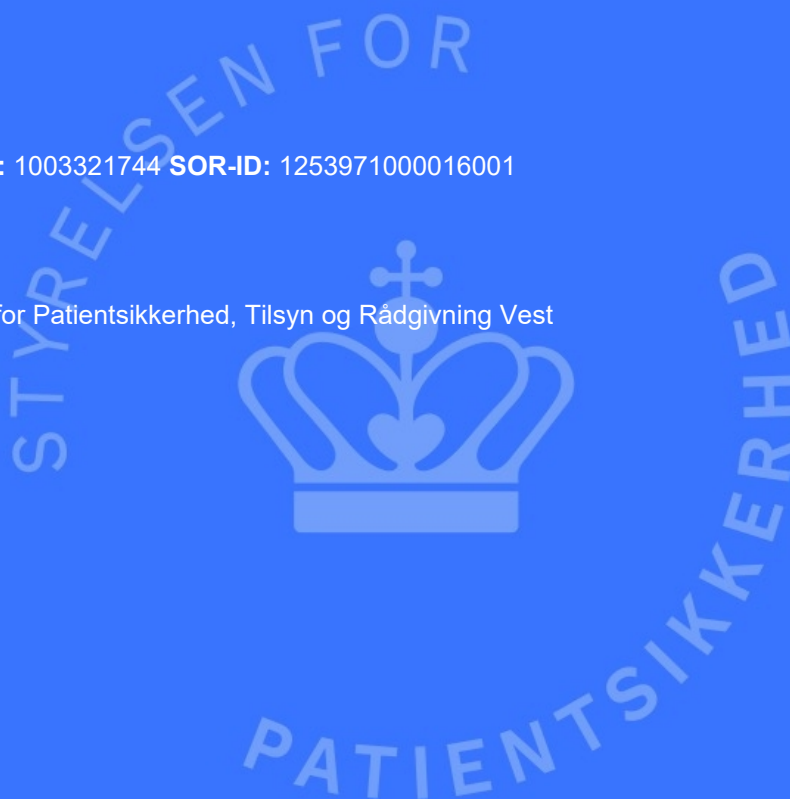 STYRELSEN FOR
: 1003321744 SOR-ID: 1253971000016001
for Patientsikkerhed, Tilsyn og Rådgivning Vest
PATIENTSIKKERHED